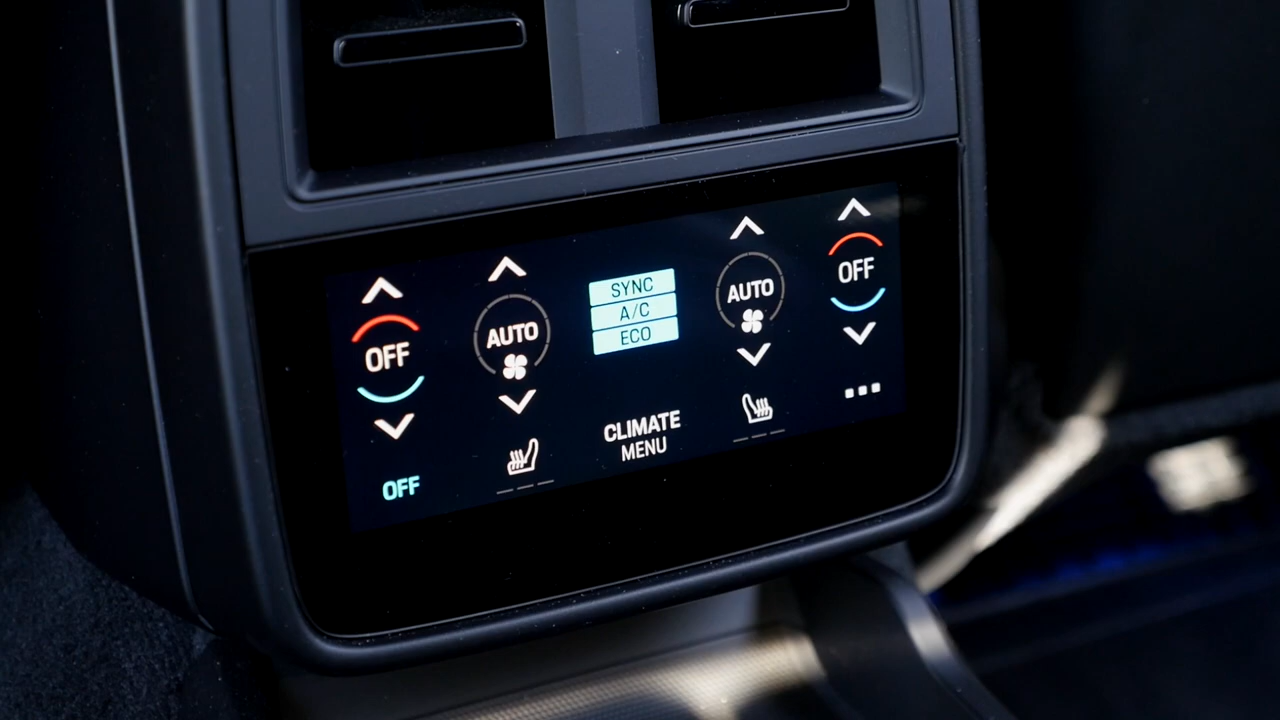 OFF
AUTO
SYNC
A/C
ECO
AUTO
OFF
CLIMATE
MENU
OFF